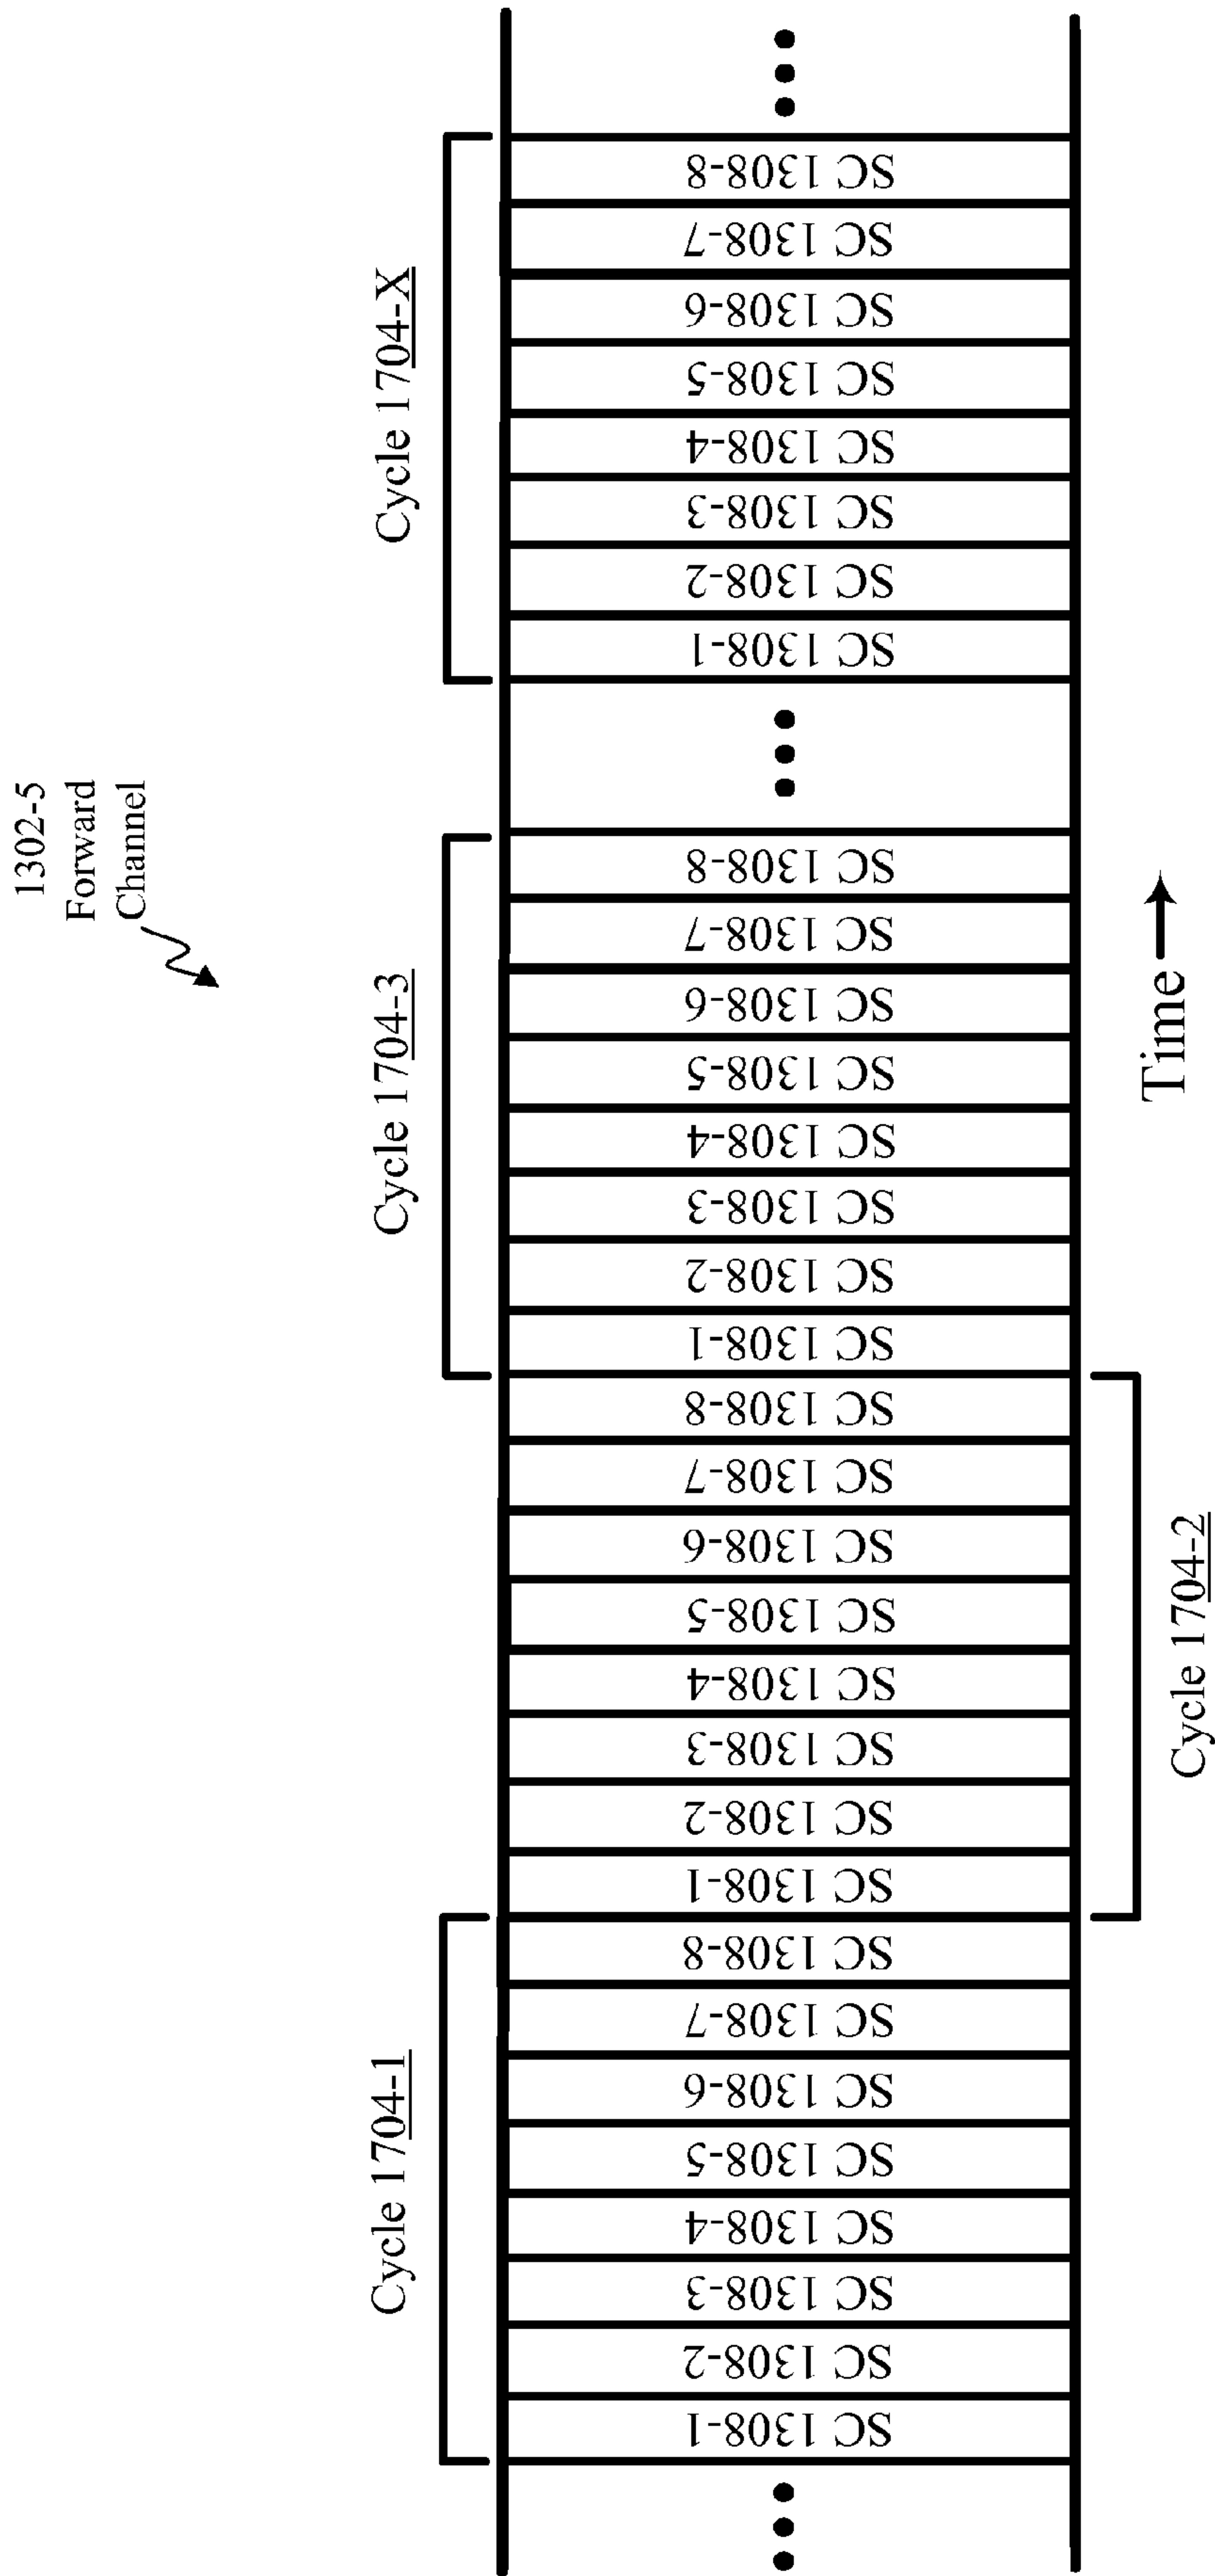 1302-5
Forward
Channel
Cycle 1704-1
Cycle 1704-3
Cycle 1704-X
SC 1308-1
SC 1308-2
SC 1308-3
SC 1308-4
SC 1308-5
SC 1308-6
SC 1308-7
SC 1308-8
SC 1308-1
SC 1308-2
SC 1308-3
SC 1308-4
SC 1308-5
SC 1308-6
SC 1308-7
SC 1308-8
SC 1308-1
SC 1308-2
SC 1308-3
SC 1308-4
SC 1308-5
SC 1308-6
SC 1308-7
SC 1308-8
SC 1308-1
SC 1308-2
SC 1308-3
SC 1308-4
SC 1308-5
SC 1308-6
SC 1308-7
SC 1308-8
Cycle 1704-2
Time